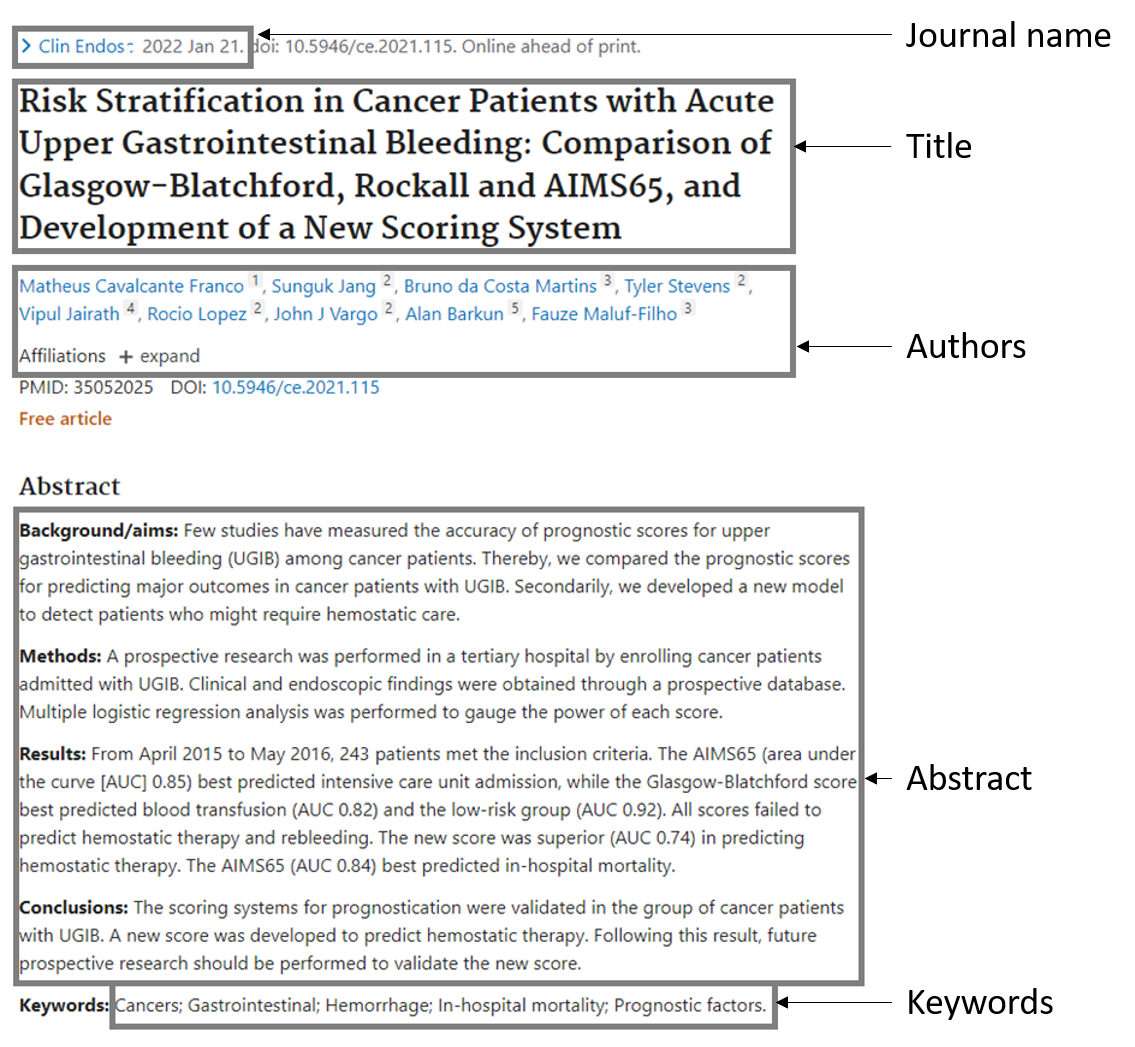 Clin Endos 2022 Jan 21. doi: 10.5946/ce.2021.115. Online ahead of print.
Journal name
Risk Stratification in Cancer Patients with Acute
Upper Gastrointestinal Bleeding: Comparison of
Title
Glasgow-Blatchford, Rockall and AIMS65, and
Development of a New Scoring System
Matheus Cavalcante Franco 1, Sunguk Jang 2, Bruno da Costa Martins 3, Tyler Stevens 2,
Vipul Jairath 4, Rocio Lopez 2, John J Vargo 2, Alan Barkun 5, Fauze Maluf-Filho 3
Authors
Affiliations + expand
PMID: 35052025 DOI: 10.5946/ce.2021.115
Free article
Abstract
Background/aims: Few studies have measured the accuracy of prognostic scores for upper
gastrointestinal bleeding (UGIB) among cancer patients. Thereby, we compared the prognostic scores
for predicting major outcomes in cancer patients with UGIB. Secondarily, we developed a new model
to detect patients who might require hemostatic care.
Methods: A prospective research was performed in a tertiary hospital by enrolling cancer patients
admitted with UGIB. Clinical and endoscopic findings were obtained through a prospective database.
Multiple logistic regression analysis was performed to gauge the power of each score.
Results: From April 2015 to May 2016, 243 patients met the inclusion criteria. The AIMS65 (area under
the curve [AUC] 0.85) best predicted intensive care unit admission, while the Glasgow-Blatchford score
Abstract
best predicted blood transfusion (AUC 0.82) and the low-risk group (AUC 0.92). All scores failed to
predict hemostatic therapy and rebleeding. The new score was superior (AUC 0.74) in predicting
hemostatic therapy. The AIMS65 (AUC 0.84) best predicted in-hospital mortality.
Conclusions: The scoring systems for prognostication were validated in the group of cancer patients
with UGIB. A new score was developed to predict hemostatic therapy. Following this result, future
prospective research should be performed to validate the new score.
Keywords: Cancers; Gastrointestinal; Hemorrhage; In-hospital mortality; Prognostic factors.
Keywords